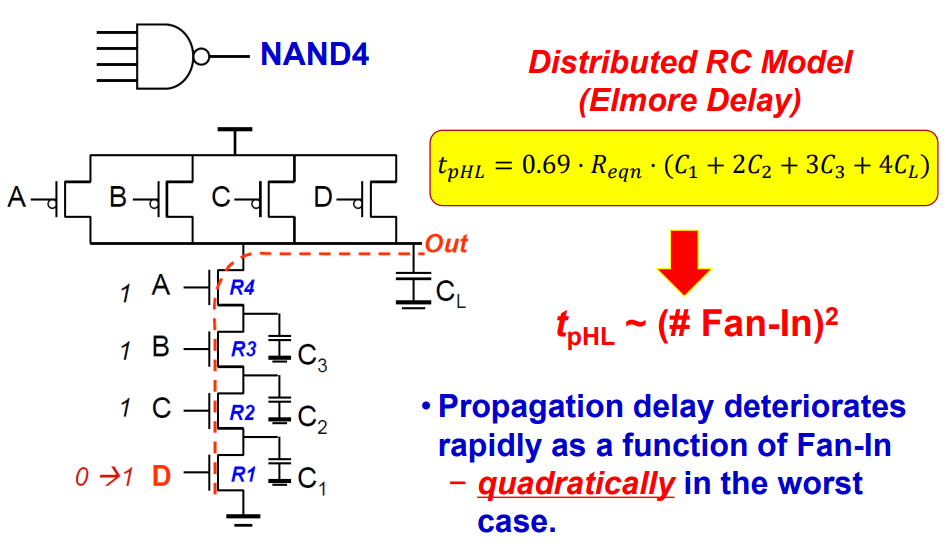 NAND4
Distributed RC Model
(Elmore Delay)
t_{pHL} = 0.69 · R_{eqn} · (C_1 + 2C_2 + 3C_3 + 4C_L)
A
B
C
D
Out
C_L
1 A R4
1 B R3
C_3
1 C R2
C_2
0 → 1 D R1
C_1
t_{pHL} ~ (# Fan-In)^2
• Propagation delay deteriorates
rapidly as a function of Fan-In
– quadratically in the worst
case.